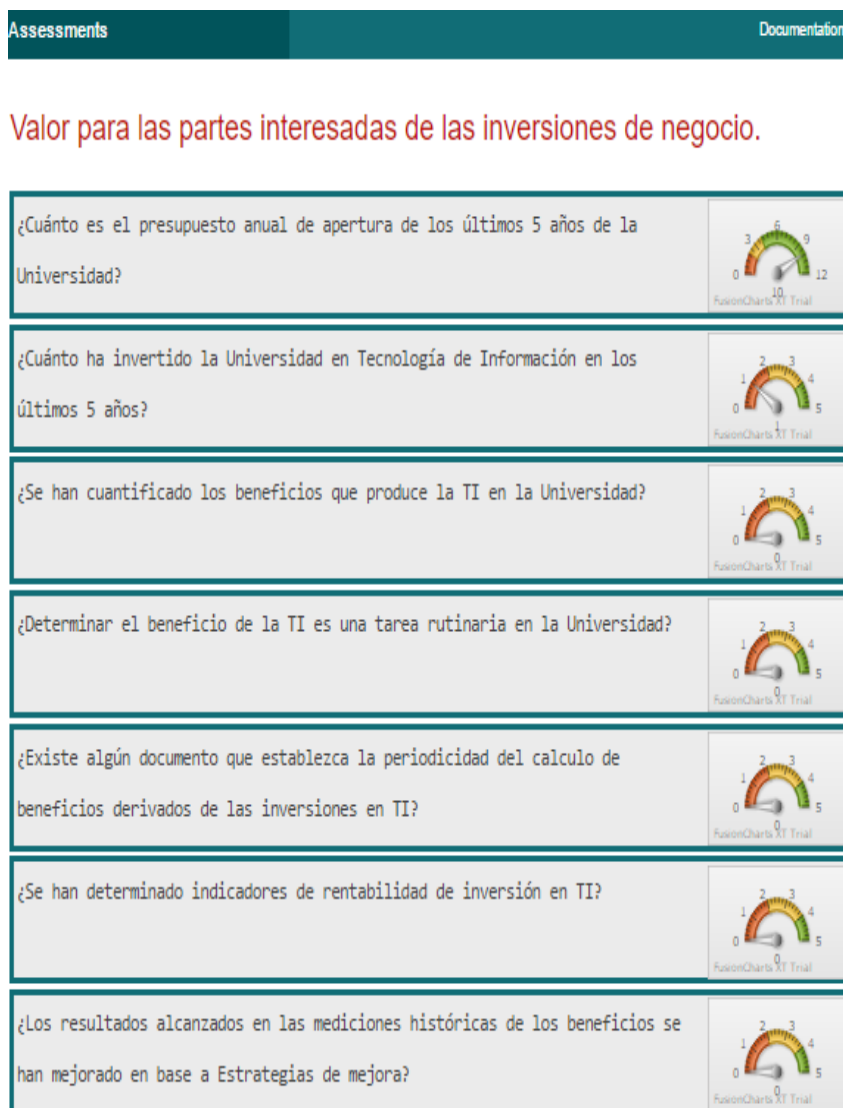 Assessments
Documentation
Valor para las partes interesadas de las inversiones de negocio.
¿Cuánto es el presupuesto anual de apertura de los últimos 5 años de la
Universidad?
0 3 6 9 12
10
FusionCharts XT Trial
¿Cuánto ha invertido la Universidad en Tecnología de Información en los
últimos 5 años?
0 1 2 3 4 5
1
FusionCharts XT Trial
¿Se han cuantificado los beneficios que produce la TI en la Universidad?
0 1 2 3 4 5
0
FusionCharts XT Trial
¿Determinar el beneficio de la TI es una tarea rutinaria en la Universidad?
0 1 2 3 4 5
0
FusionCharts XT Trial
¿Existe algún documento que establezca la periodicidad del calculo de
beneficios derivados de las inversiones en TI?
0 1 2 3 4 5
0
FusionCharts XT Trial
¿Se han determinado indicadores de rentabilidad de inversión en TI?
0 1 2 3 4 5
0
FusionCharts XT Trial
¿Los resultados alcanzados en las mediciones históricas de los beneficios se
han mejorado en base a Estrategias de mejora?
0 1 2 3 4 5
0
FusionCharts XT Trial